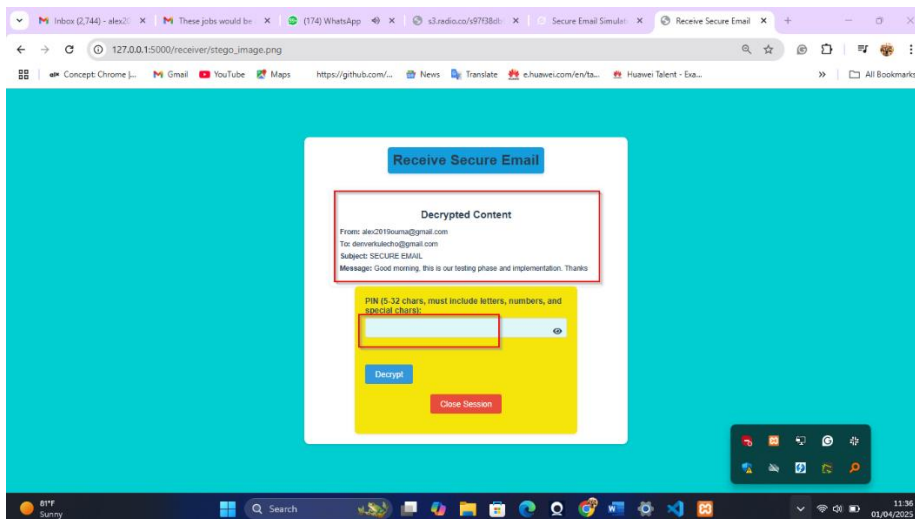 Inbox (2,744) - alex20
These jobs would be
(174) WhatsApp
s3.radio.co/s97f38db
Secure Email Simulat
Receive Secure Email
127.0.0.1:5000/receiver/stego_image.png
Concept: Chrome |...
Gmail
YouTube
Maps
https://github.com/...
News
Translate
e.huawei.com/en/ta...
Huawei Talent - Exa...
All Bookmarks
Receive Secure Email
Decrypted Content
From: alex2019ouma@gmail.com
To: denverkulecho@gmail.com
Subject: SECURE EMAIL
Message: Good morning, this is our testing phase and implementation. Thanks
PIN (5-32 chars, must include letters, numbers, and
special chars):
Decrypt
Close Session
81°F
Sunny
Search
11:36
01/04/2025